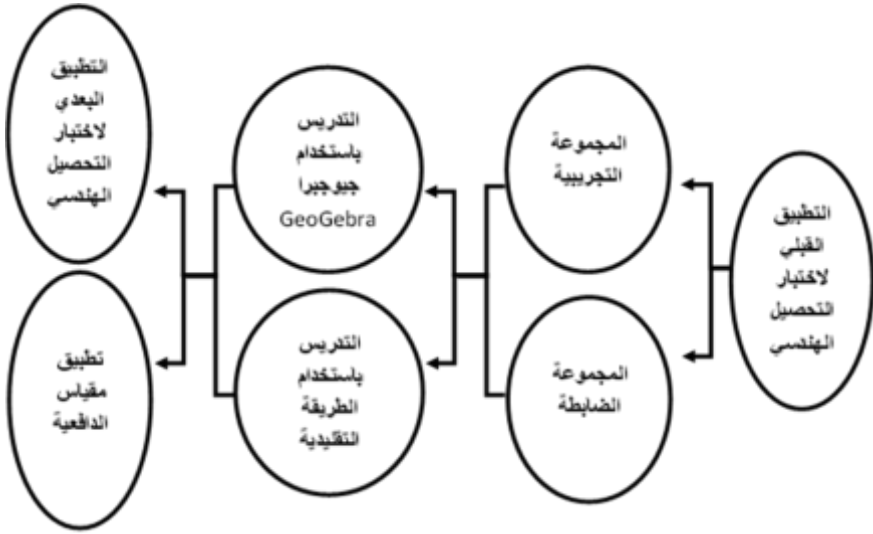 التطبيق
القبلي
لاختبار
التحصيل
الهندسي
المجموعة
التجريبية
المجموعة
الضابطة
التدريس
باستخدام
جيوجبرا
GeoGebra
التدريس
باستخدام
الطريقة
التقليدية
التطبيق
البعدي
لاختبار
التحصيل
الهندسي
تطبيق
مقياس
الدافعية